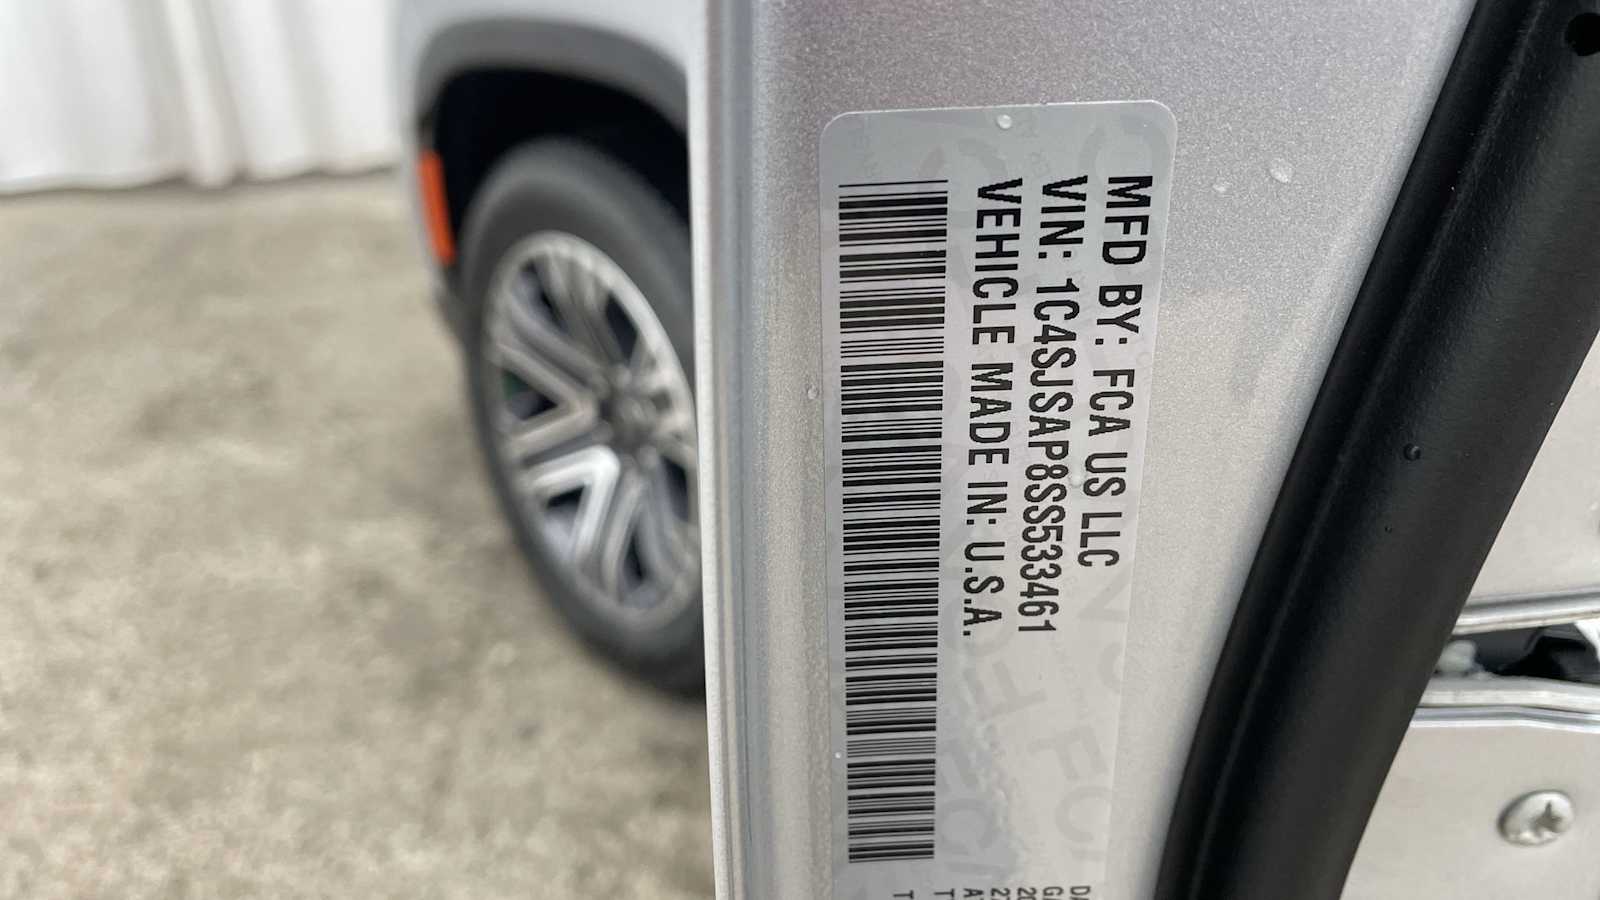 MFD BY: FCA US LLC
VIN: 1C4SJSAP8SS533461
VEHICLE MADE IN: U.S.A.